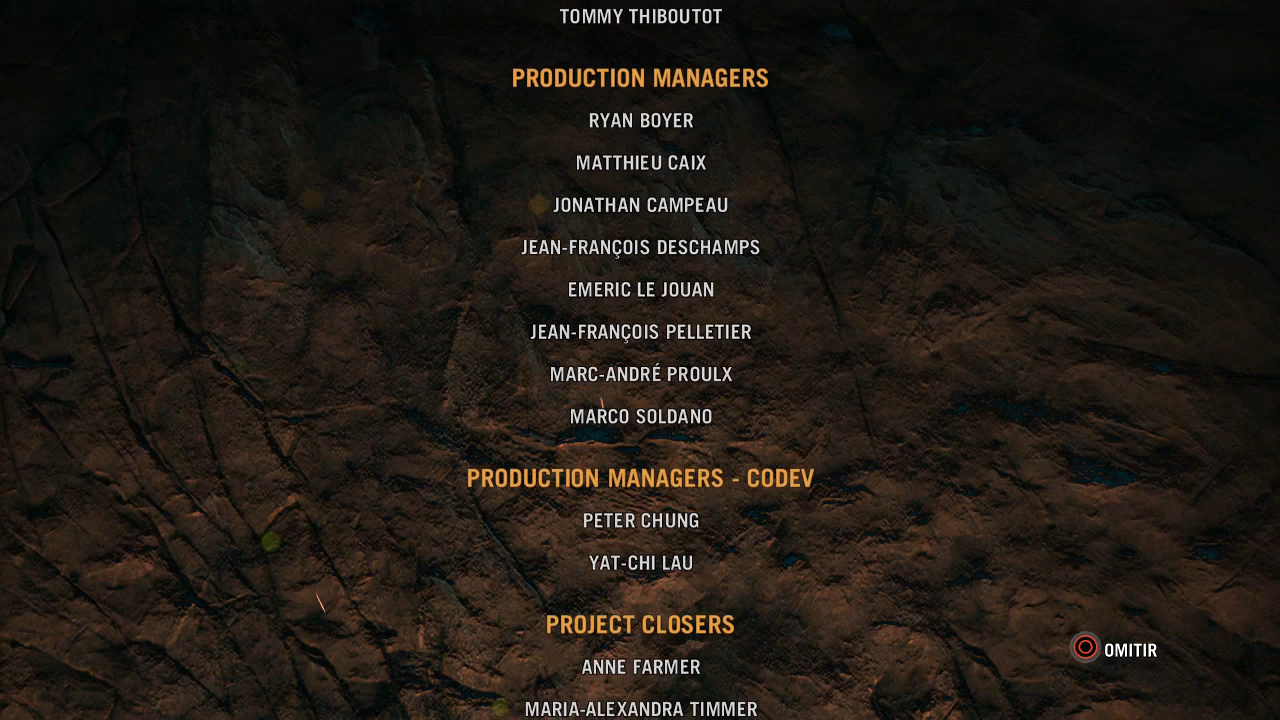 TOMMY THIBOUTOT
PRODUCTION MANAGERS
RYAN BOYER
MATTHIEU CAIX
JONATHAN CAMPEAU
JEAN-FRANÇOIS DESCHAMPS
EMERIC LE JOUAN
JEAN-FRANÇOIS PELLETIER
MARC-ANDRÉ PROULX
MARCO SOLDANO
PRODUCTION MANAGERS - CODEV
PETER CHUNG
YAT-CHI LAU
PROJECT CLOSERS
OMITIR
ANNE FARMER
MARIA-ALEXANDRA TIMMER